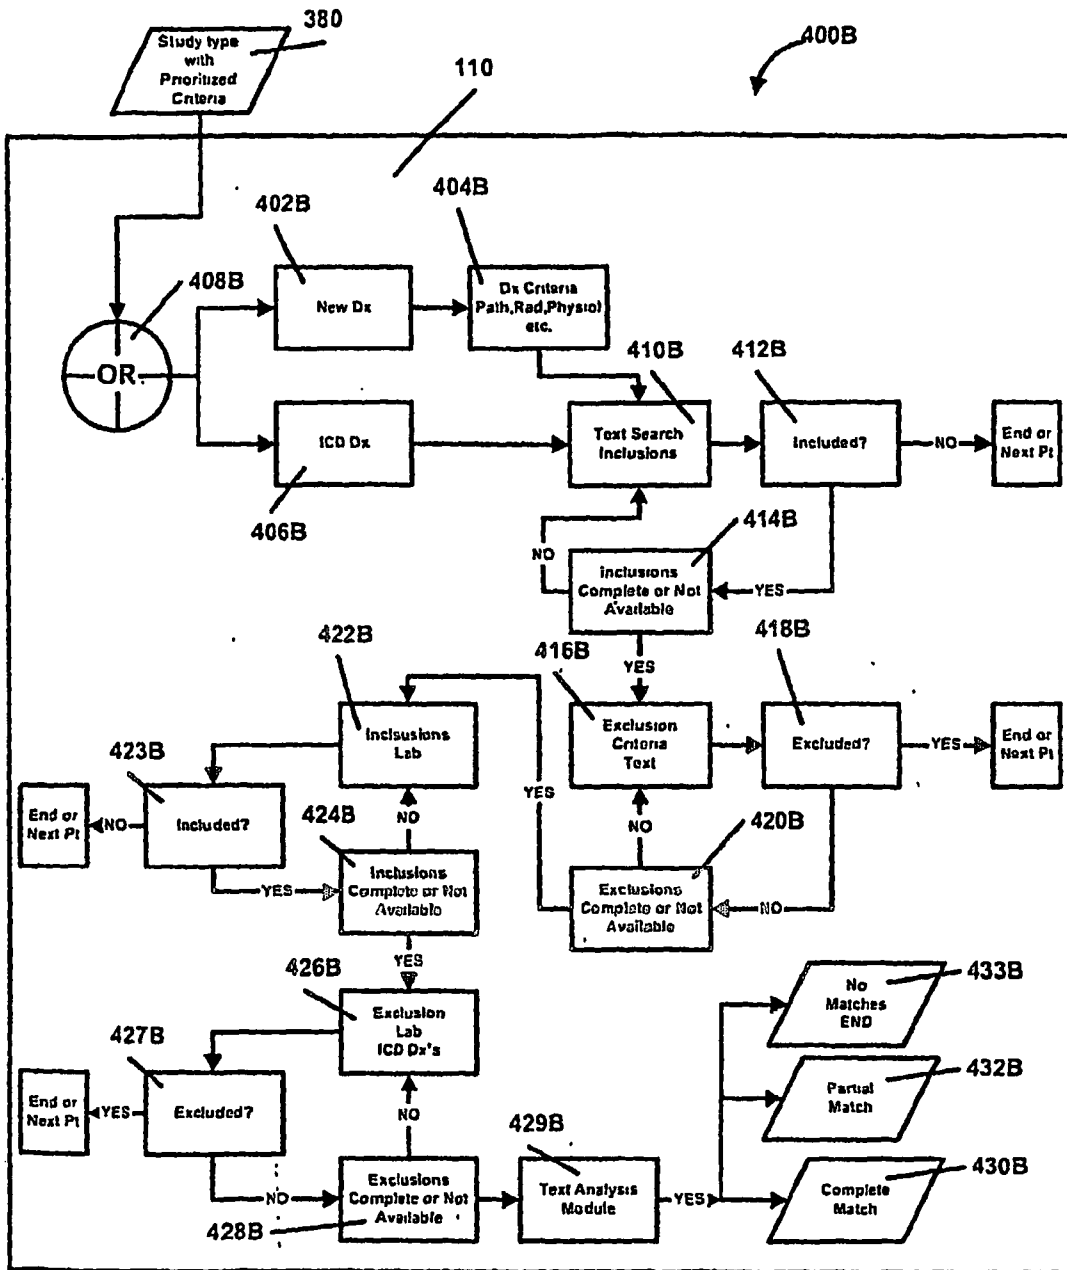 380
Study type
with
Prioritized
Criteria
400B
110
402B
404B
408B
New Dx
Dx Criteria
Path,Rad,Physiol
etc.
OR
410B
412B
ICD Dx
Text Search
Inclusions
Included?
NO
End or
Next Pt
406B
414B
NO
Inclusions
Complete or Not
Available
YES
422B
416B
YES
418B
Inclsusions
Lab
Exclusion
Criteria
Text
Excluded?
YES
End or
Next Pt
423B
YES
End or
Next Pt
NO
Included?
424B
NO
NO
420B
YES
Inclusions
Complete or Not
Available
Exclusions
Complete or Not
Available
NO
YES
426B
433B
No
Matches
END
Exclusion
Lab
ICD Dx's
427B
432B
End or
Next Pt
YES
Excluded?
NO
Partial
Match
429B
430B
NO
Exclusions
Complete or Not
Available
428B
Text Analysis
Module
YES
Complete
Match